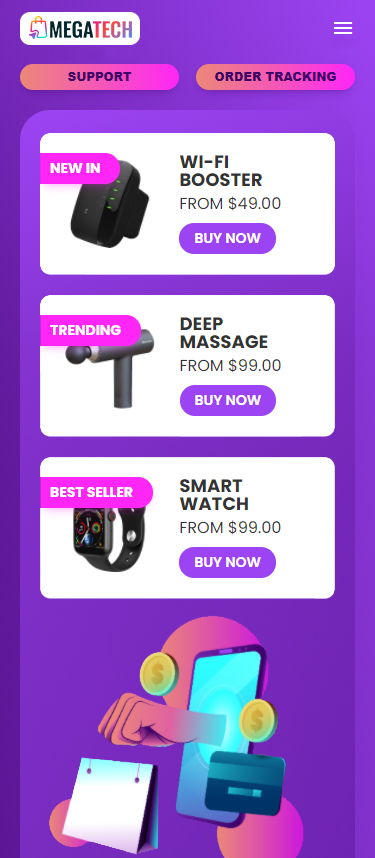 MEGATECH
SUPPORT
ORDER TRACKING
NEW IN
WI-FI
BOOSTER
FROM $49.00
BUY NOW
TRENDING
DEEP
MASSAGE
FROM $99.00
BUY NOW
BEST SELLER
SMART
WATCH
FROM $99.00
BUY NOW
$
$